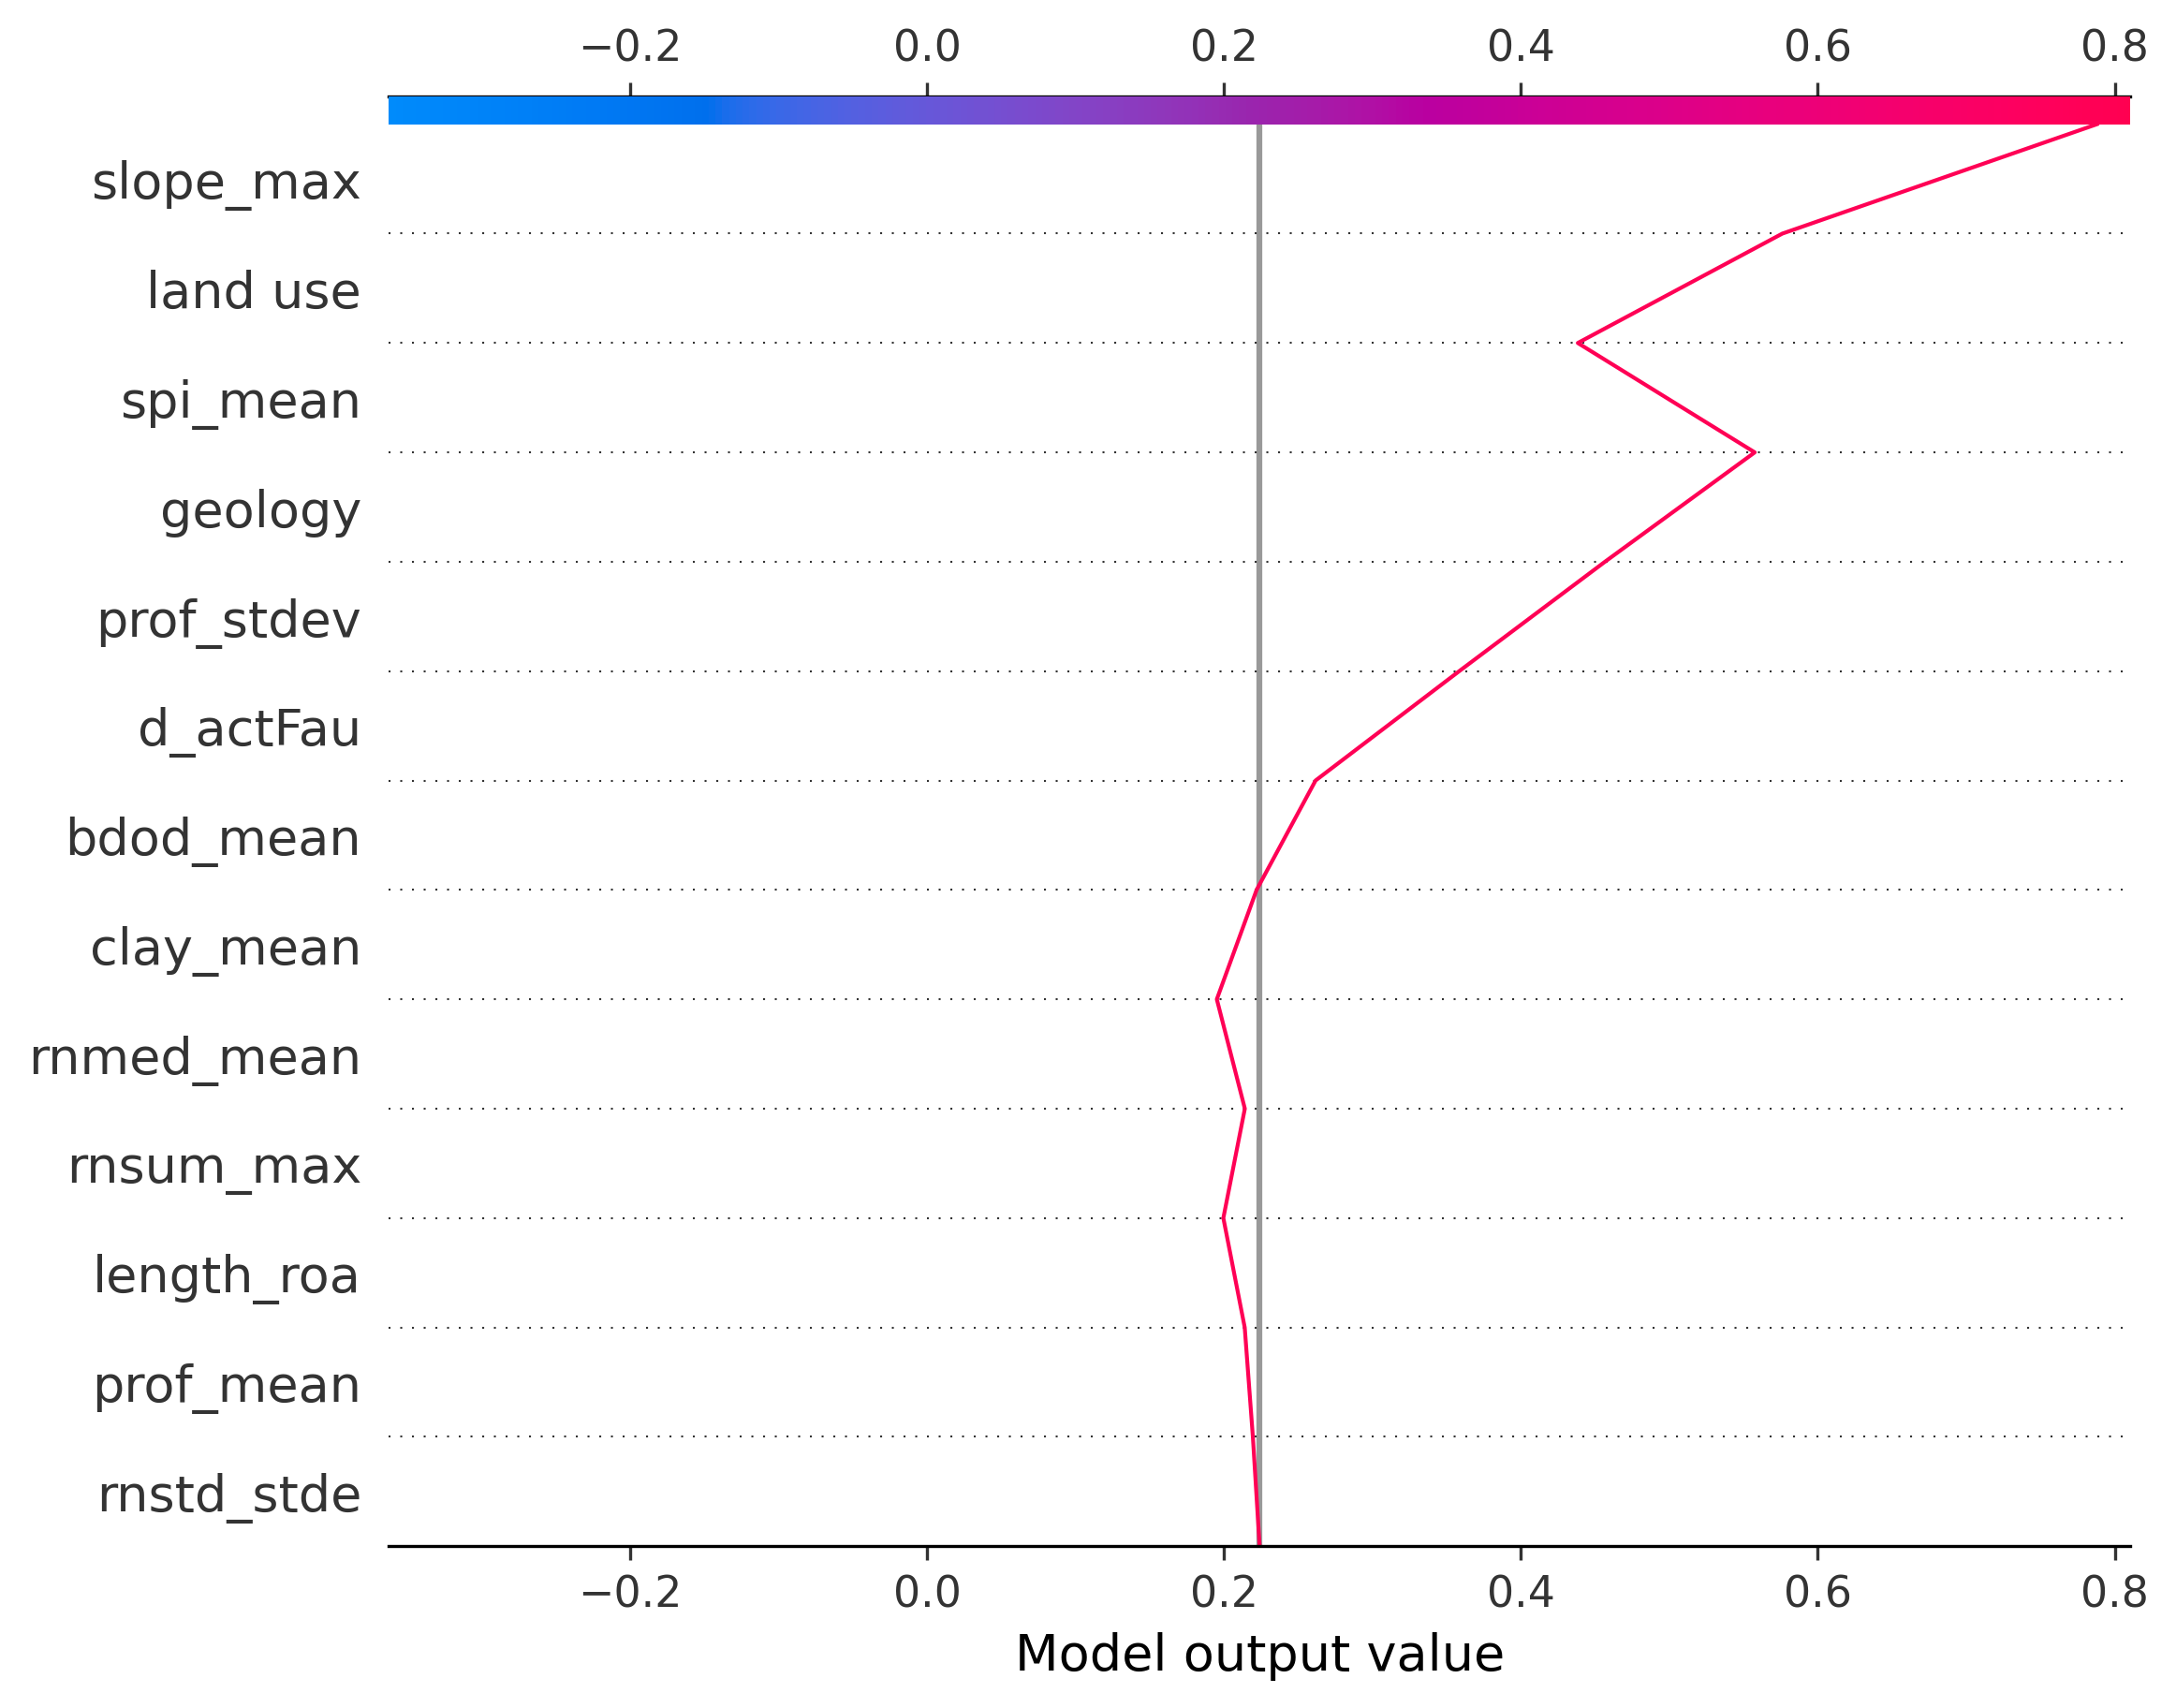 −0.2 0.0 0.2 0.4 0.6 0.8
slope_max
land use
spi_mean
geology
prof_stdev
d_actFau
bdod_mean
clay_mean
rnmed_mean
rnsum_max
length_roa
prof_mean
rnstd_stde
−0.2 0.0 0.2 0.4 0.6 0.8
Model output value